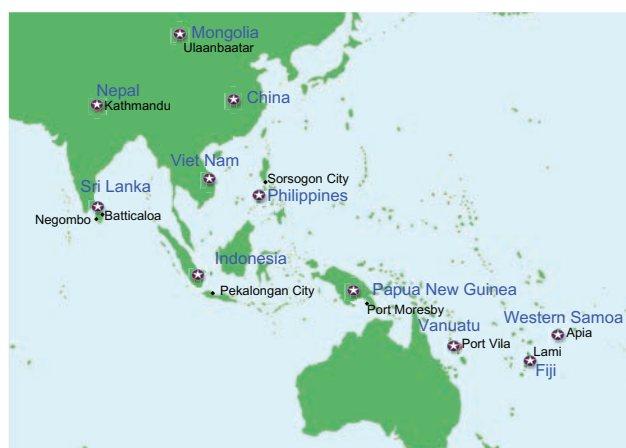 Mongolia
Ulaanbaatar
Nepal
Kathmandu
China
Viet Nam
Sorsogon City
Philippines
Sri Lanka
Batticaloa
Negombo
Indonesia
Pekalongan City
Papua New Guinea
Port Moresby
Vanuatu
Port Vila
Western Samoa
Apia
Lami
Fiji